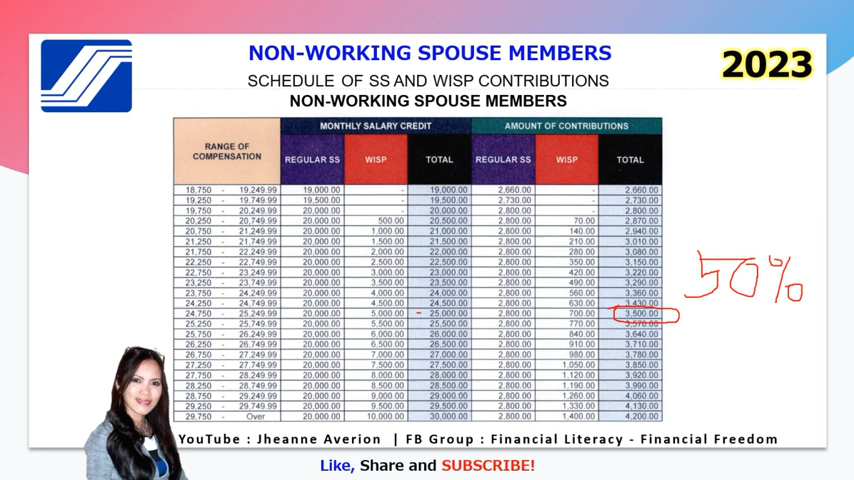 NON-WORKING SPOUSE MEMBERS
2023
SCHEDULE OF SS AND WISP CONTRIBUTIONS
NON-WORKING SPOUSE MEMBERS
RANGE OF COMPENSATION MONTHLY SALARY CREDIT AMOUNT OF CONTRIBUTIONS
REGULAR SS WISP TOTAL REGULAR SS WISP TOTAL
18,750 - 19,249.99 19,000.00 - 19,000.00 2,660.00 - 2,660.00
19,250 - 19,749.99 19,500.00 - 19,500.00 2,730.00 - 2,730.00
19,750 - 20,249.99 20,000.00 - 20,000.00 2,800.00 - 2,800.00
20,250 - 20,749.99 20,000.00 500.00 20,500.00 2,800.00 70.00 2,870.00
20,750 - 21,249.99 20,000.00 1,000.00 21,000.00 2,800.00 140.00 2,940.00
21,250 - 21,749.99 20,000.00 1,500.00 21,500.00 2,800.00 210.00 3,010.00
21,750 - 22,249.99 20,000.00 2,000.00 22,000.00 2,800.00 280.00 3,080.00
22,250 - 22,749.99 20,000.00 2,500.00 22,500.00 2,800.00 350.00 3,150.00
22,750 - 23,249.99 20,000.00 3,000.00 23,000.00 2,800.00 420.00 3,220.00
23,250 - 23,749.99 20,000.00 3,500.00 23,500.00 2,800.00 490.00 3,290.00
23,750 - 24,249.99 20,000.00 4,000.00 24,000.00 2,800.00 560.00 3,360.00
24,250 - 24,749.99 20,000.00 4,500.00 24,500.00 2,800.00 630.00 3,430.00
24,750 - 25,249.99 20,000.00 5,000.00 25,000.00 2,800.00 700.00 3,500.00
25,250 - 25,749.99 20,000.00 5,500.00 25,500.00 2,800.00 770.00 3,570.00
25,750 - 26,249.99 20,000.00 6,000.00 26,000.00 2,800.00 840.00 3,640.00
26,250 - 26,749.99 20,000.00 6,500.00 26,500.00 2,800.00 910.00 3,710.00
26,750 - 27,249.99 20,000.00 7,000.00 27,000.00 2,800.00 980.00 3,780.00
27,250 - 27,749.99 20,000.00 7,500.00 27,500.00 2,800.00 1,050.00 3,850.00
27,750 - 28,249.99 20,000.00 8,000.00 28,000.00 2,800.00 1,120.00 3,920.00
28,250 - 28,749.99 20,000.00 8,500.00 28,500.00 2,800.00 1,190.00 3,990.00
28,750 - 29,249.99 20,000.00 9,000.00 29,000.00 2,800.00 1,260.00 4,060.00
29,250 - 29,749.99 20,000.00 9,500.00 29,500.00 2,800.00 1,330.00 4,130.00
29,750 - Over 20,000.00 10,000.00 30,000.00 2,800.00 1,400.00 4,200.00
50%
YouTube : Jheanne Averion | FB Group : Financial Literacy - Financial Freedom
Like, Share and SUBSCRIBE!